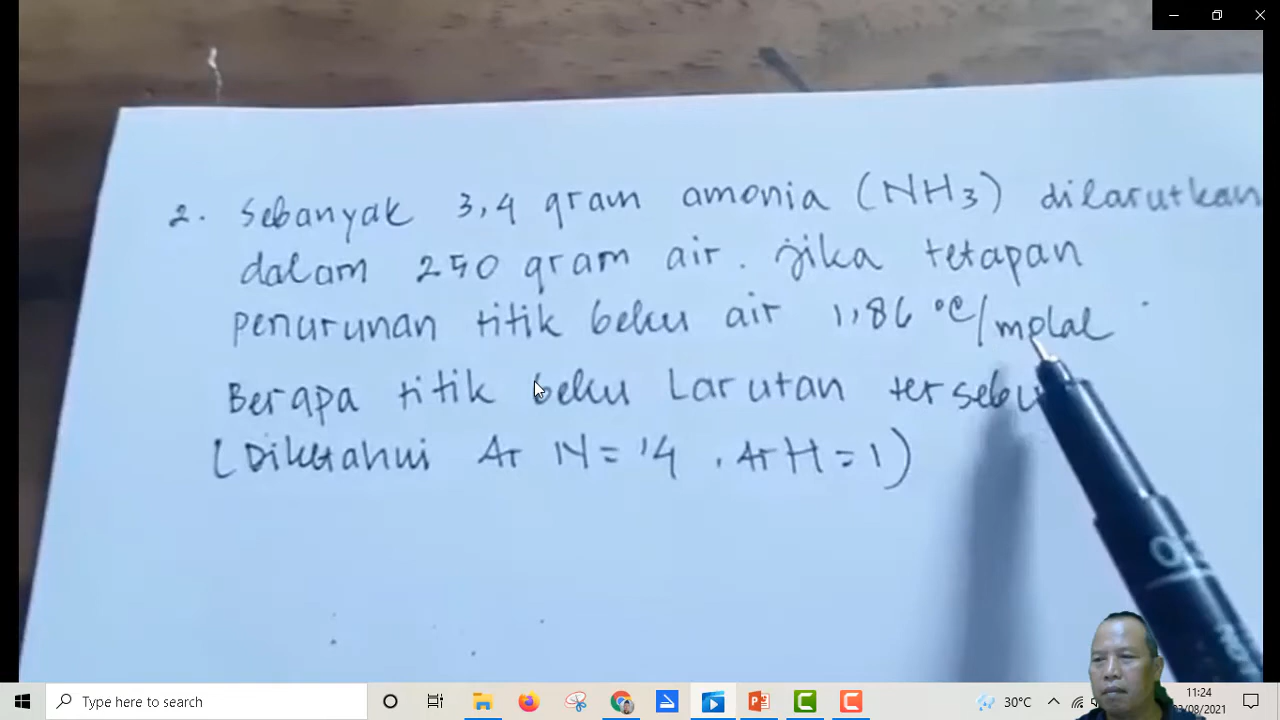 2. Sebanyak 3,4 gram amonia (NH3) dilarutkan
dalam 250 gram air. jika tetapan
penurunan titik beku air 1,86 °C/molal
Berapa titik beku Larutan
(Diketahui Ar N = 14, Ar H = 1)
Type here to search
30°C
11:24